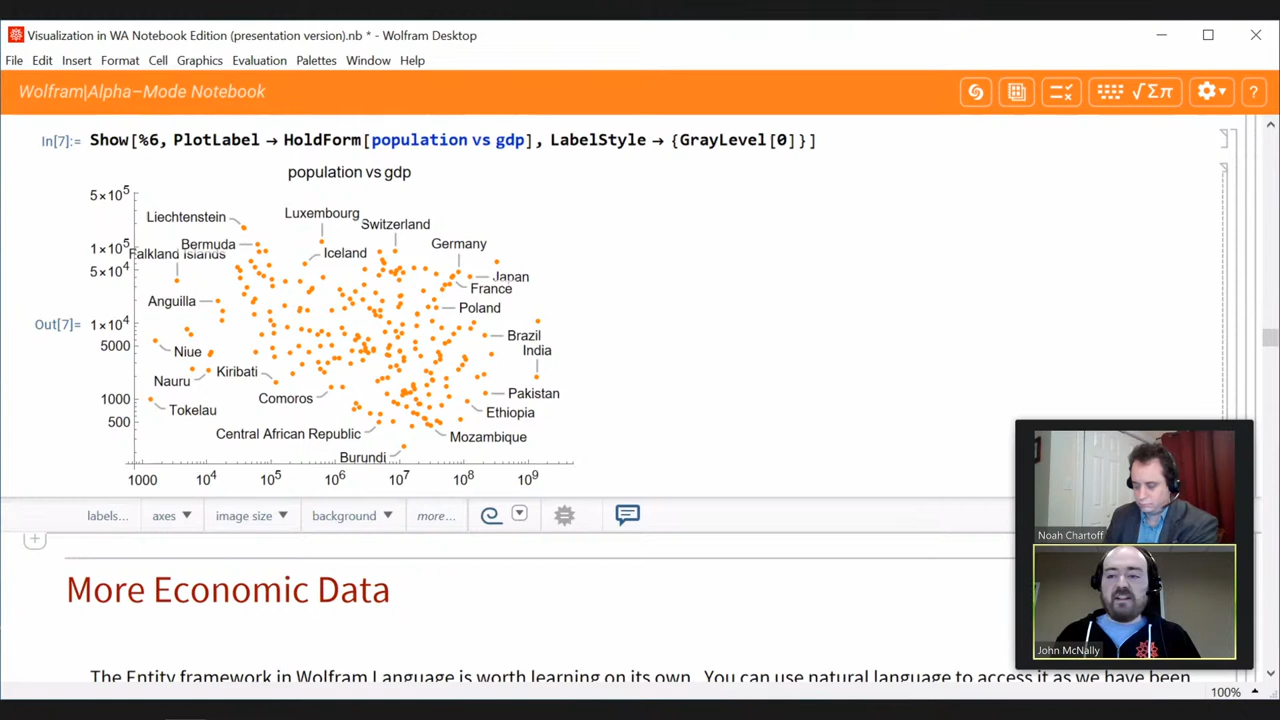 Visualization in WA Notebook Edition (presentation version).nb * - Wolfram Desktop
File Edit Insert Format Cell Graphics Evaluation Palettes Window Help
Wolfram|Alpha–Mode Notebook
√Σπ ?
In[7]:= Show[%6, PlotLabel → HoldForm[population vs gdp], LabelStyle → {GrayLevel[0]}]
population vs gdp
5×10⁵
Liechtenstein
Luxembourg
Switzerland
1×10⁵
Bermuda
Germany
Falkland Islands
Iceland
5×10⁴
Japan
France
Anguilla
Poland
Out[7]=
1×10⁴
Brazil
5000
Niue
India
Nauru
Kiribati
Pakistan
1000
Comoros
Tokelau
Ethiopia
500
Central African Republic
Mozambique
Burundi
1000 10⁴ 10⁵ 10⁶ 10⁷ 10⁸ 10⁹
labels... axes image size background more...
More Economic Data
The Entity framework in Wolfram Language is worth learning on its own. You can use natural language to access it as we have been
Noah Chartoff
John McNally
100%